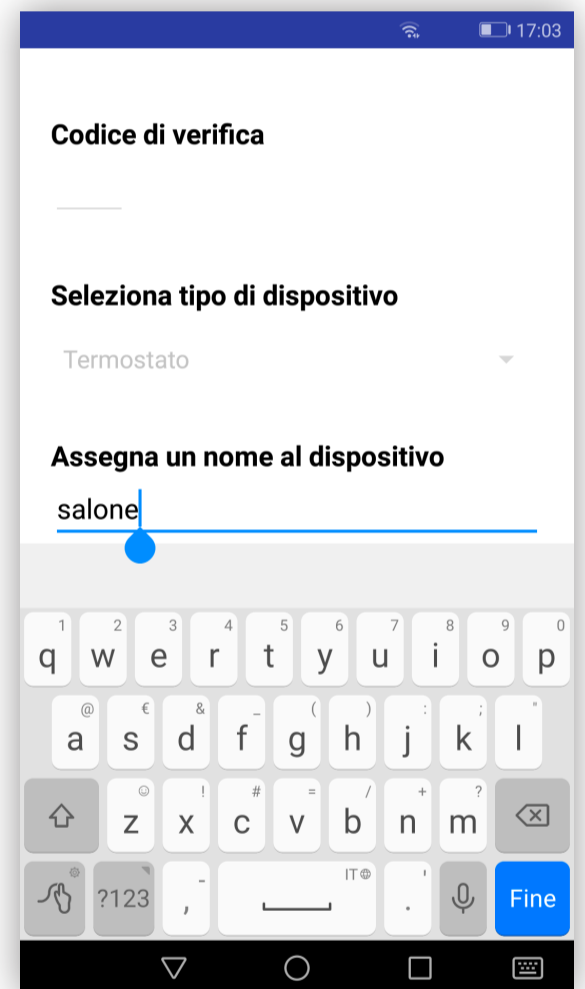 17:03
Codice di verifica
Seleziona tipo di dispositivo
Termostato
Assegna un nome al dispositivo
salone
1 2 3 4 5 6 7 8 9 0
q w e r t y u i o p
@ € & _ ( ) : ; "
a s d f g h j k l
! # = / + ?
z x c v b n m
?123 , - IT . ' Fine